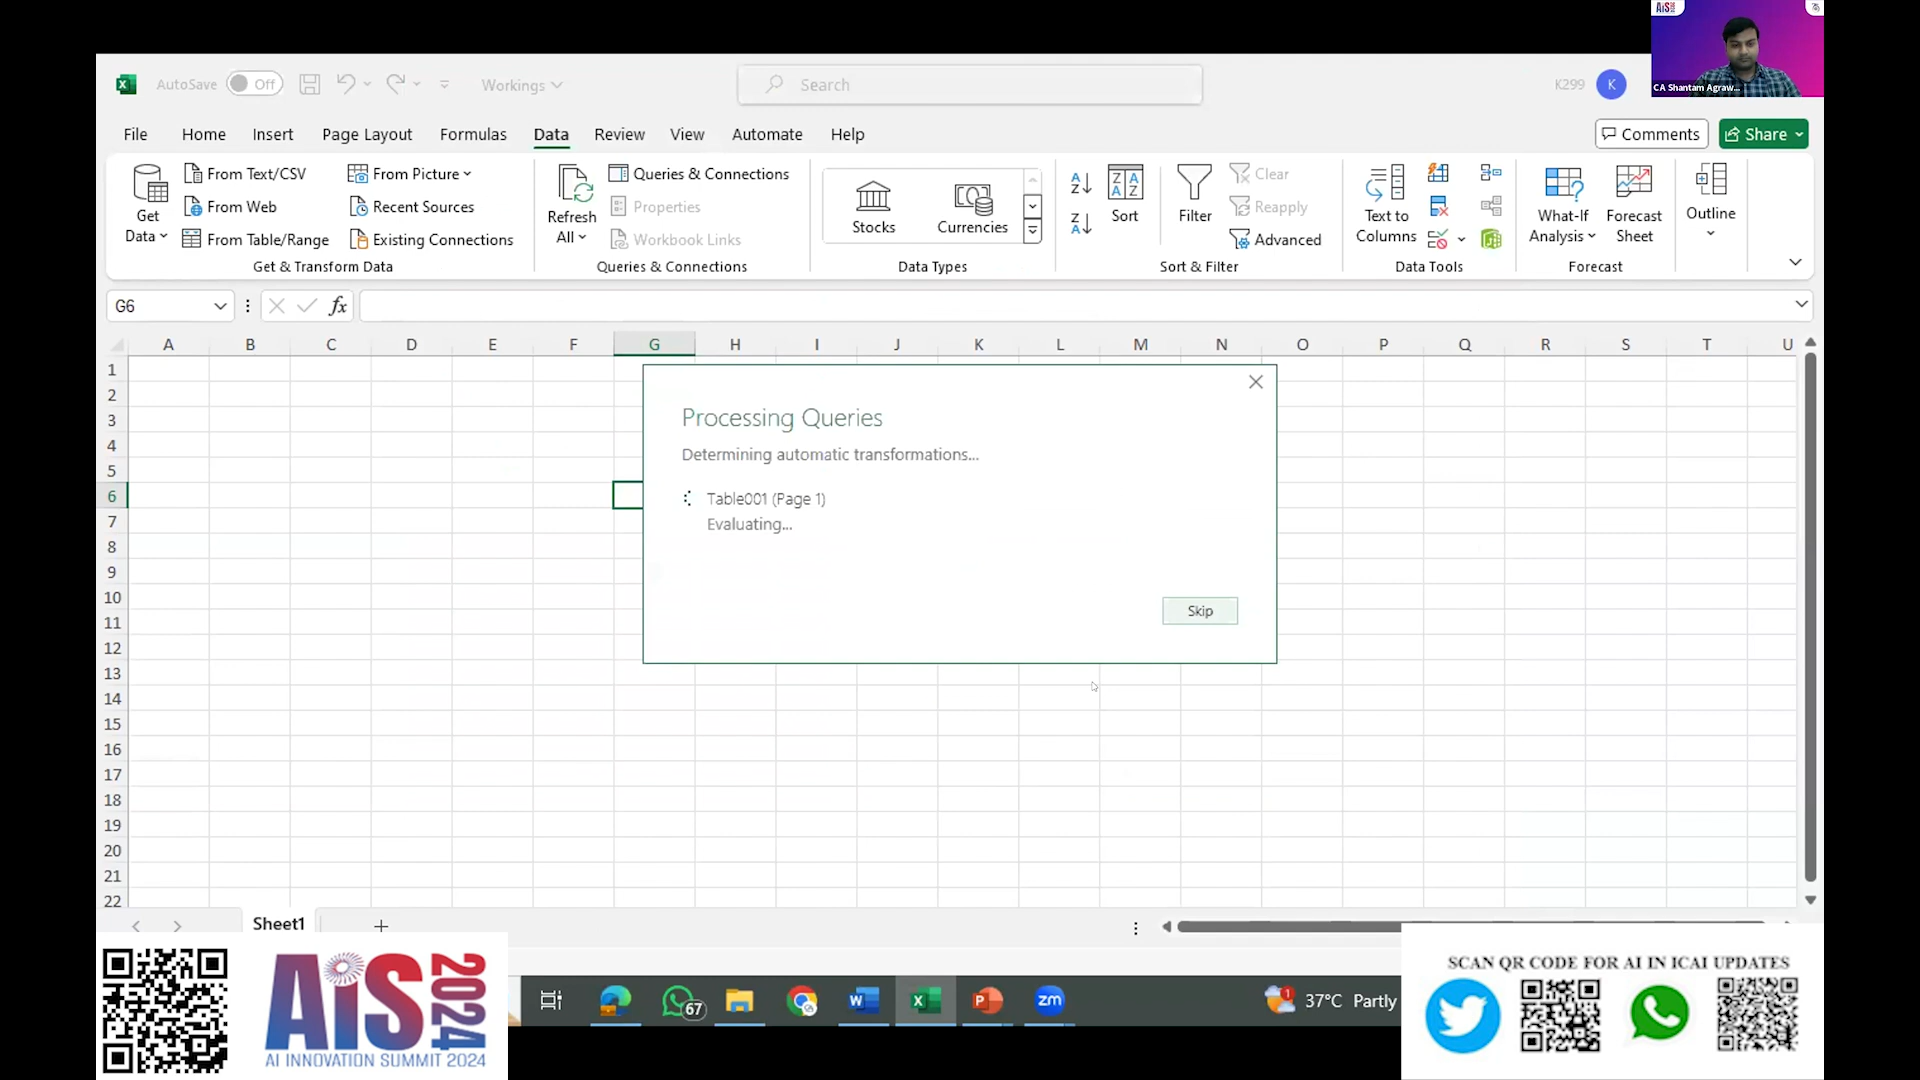 AiS
CA Shantam Agraw...
AutoSave Off
Workings
Search
K299 K
File Home Insert Page Layout Formulas Data Review View Automate Help
Comments Share
Get Data
From Text/CSV
From Web
From Table/Range
From Picture
Recent Sources
Existing Connections
Get & Transform Data
Refresh All
Queries & Connections
Properties
Workbook Links
Queries & Connections
Stocks Currencies
Data Types
Sort
Filter
Clear
Reapply
Advanced
Sort & Filter
Text to Columns
Data Tools
What-If Analysis
Forecast Sheet
Forecast
Outline
G6 fx
A B C D E F G H I J K L M N O P Q R S T U
1
2
3
4
5
6
7
8
9
10
11
12
13
14
15
16
17
18
19
20
21
22
Processing Queries
Determining automatic transformations...
Table001 (Page 1)
Evaluating...
Skip
Sheet1
AiS 2024
AI INNOVATION SUMMIT 2024
67
zm
1
37°C Partly
SCAN QR CODE FOR AI IN ICAI UPDATES